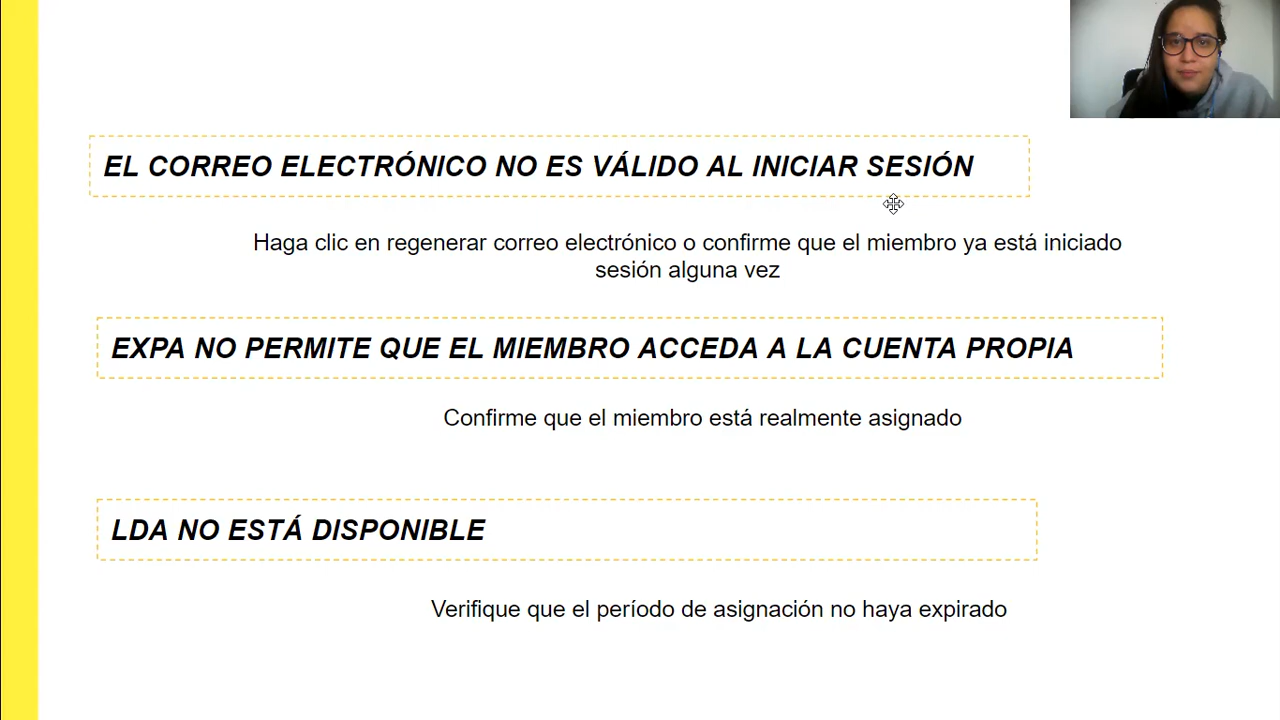 EL CORREO ELECTRÓNICO NO ES VÁLIDO AL INICIAR SESIÓN
Haga clic en regenerar correo electrónico o confirme que el miembro ya está iniciado
sesión alguna vez
EXPA NO PERMITE QUE EL MIEMBRO ACCEDA A LA CUENTA PROPIA
Confirme que el miembro está realmente asignado
LDA NO ESTÁ DISPONIBLE
Verifique que el período de asignación no haya expirado